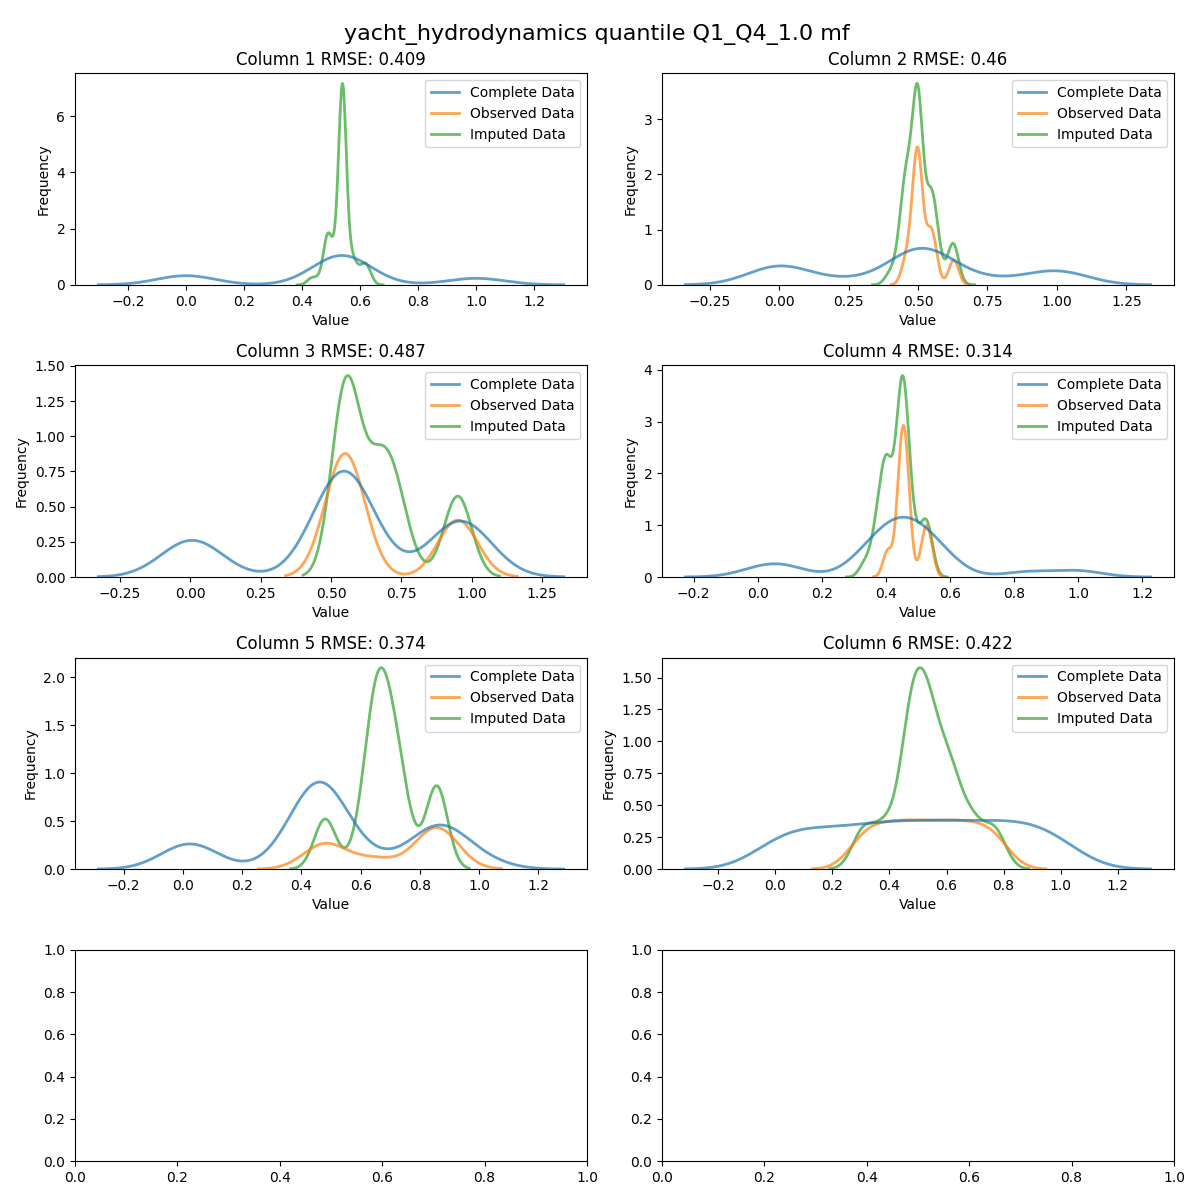 yacht_hydrodynamics quantile Q1_Q4_1.0 mf
Column 1 RMSE: 0.409
Complete Data
Observed Data
Imputed Data
Frequency
6
4
2
0
−0.2 0.0 0.2 0.4 0.6 0.8 1.0 1.2
Value
Column 2 RMSE: 0.46
Complete Data
Observed Data
Imputed Data
Frequency
3
2
1
0
−0.25 0.00 0.25 0.50 0.75 1.00 1.25
Value
Column 3 RMSE: 0.487
Complete Data
Observed Data
Imputed Data
Frequency
1.50
1.25
1.00
0.75
0.50
0.25
0.00
−0.25 0.00 0.25 0.50 0.75 1.00 1.25
Value
Column 4 RMSE: 0.314
Complete Data
Observed Data
Imputed Data
Frequency
4
3
2
1
0
−0.2 0.0 0.2 0.4 0.6 0.8 1.0 1.2
Value
Column 5 RMSE: 0.374
Complete Data
Observed Data
Imputed Data
Frequency
2.0
1.5
1.0
0.5
0.0
−0.2 0.0 0.2 0.4 0.6 0.8 1.0 1.2
Value
Column 6 RMSE: 0.422
Complete Data
Observed Data
Imputed Data
Frequency
1.50
1.25
1.00
0.75
0.50
0.25
0.00
−0.2 0.0 0.2 0.4 0.6 0.8 1.0 1.2
Value
1.0
0.8
0.6
0.4
0.2
0.0
0.0 0.2 0.4 0.6 0.8 1.0
1.0
0.8
0.6
0.4
0.2
0.0
0.0 0.2 0.4 0.6 0.8 1.0